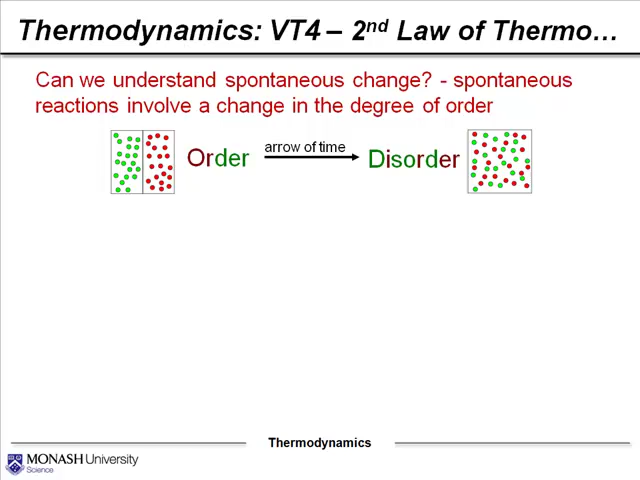 Thermodynamics: VT4 – 2nd Law of Thermo…
Can we understand spontaneous change? - spontaneous
reactions involve a change in the degree of order
Order
arrow of time
Disorder
Thermodynamics
MONASH University
Science